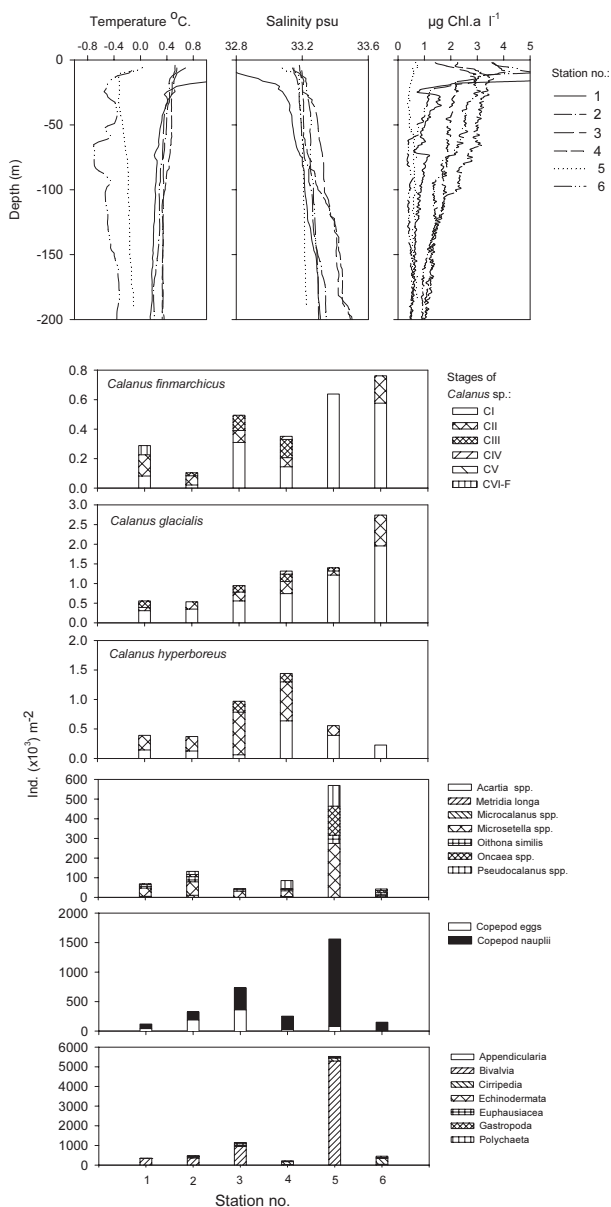 Temperature °C.
Salinity psu
µg Chl.a l⁻¹
-0.8 -0.4 0.0 0.4 0.8
32.8 33.2 33.6
0 1 2 3 4 5
Station no.:
1
2
3
4
5
6
Depth (m)
0
-50
-100
-150
-200
Calanus finmarchicus
0.8
0.6
0.4
0.2
0.0
Stages of
Calanus sp.:
CI
CII
CIII
CIV
CV
CVI-F
Calanus glacialis
3.0
2.5
2.0
1.5
1.0
0.5
0.0
Calanus hyperboreus
2.0
1.5
1.0
0.5
0.0
Ind. (x10³) m-²
600
500
400
300
200
100
0
Acartia spp.
Metridia longa
Microcalanus spp.
Microsetella spp.
Oithona similis
Oncaea spp.
Pseudocalanus spp.
2000
1500
1000
500
0
Copepod eggs
Copepod nauplii
6000
5000
4000
3000
2000
1000
0
Appendicularia
Bivalvia
Cirripedia
Echinodermata
Euphausiacea
Gastropoda
Polychaeta
1 2 3 4 5 6
Station no.